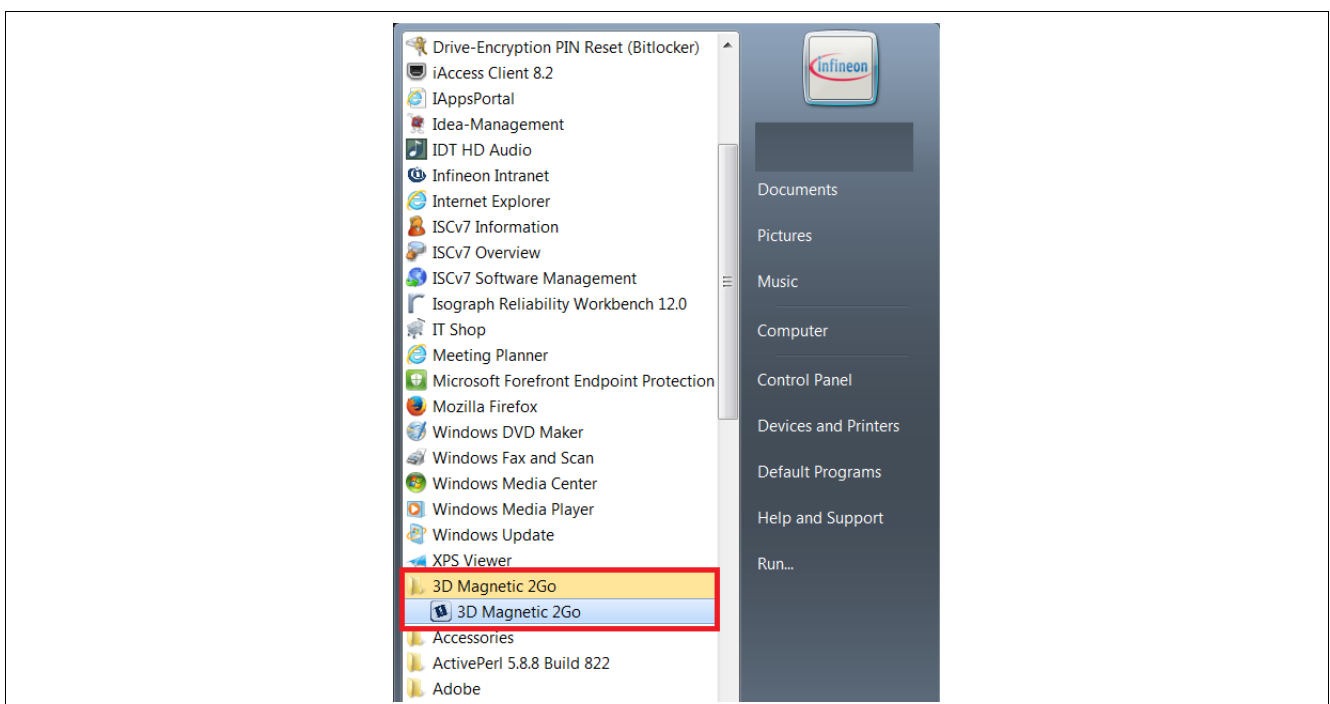 Drive-Encryption PIN Reset (Bitlocker)
iAccess Client 8.2
IAppsPortal
Idea-Management
IDT HD Audio
Infineon Intranet
Internet Explorer
ISCv7 Information
ISCv7 Overview
ISCv7 Software Management
Isograph Reliability Workbench 12.0
IT Shop
Meeting Planner
Microsoft Forefront Endpoint Protection
Mozilla Firefox
Windows DVD Maker
Windows Fax and Scan
Windows Media Center
Windows Media Player
Windows Update
XPS Viewer
3D Magnetic 2Go
3D Magnetic 2Go
Accessories
ActivePerl 5.8.8 Build 822
Adobe
infineon
Documents
Pictures
Music
Computer
Control Panel
Devices and Printers
Default Programs
Help and Support
Run...